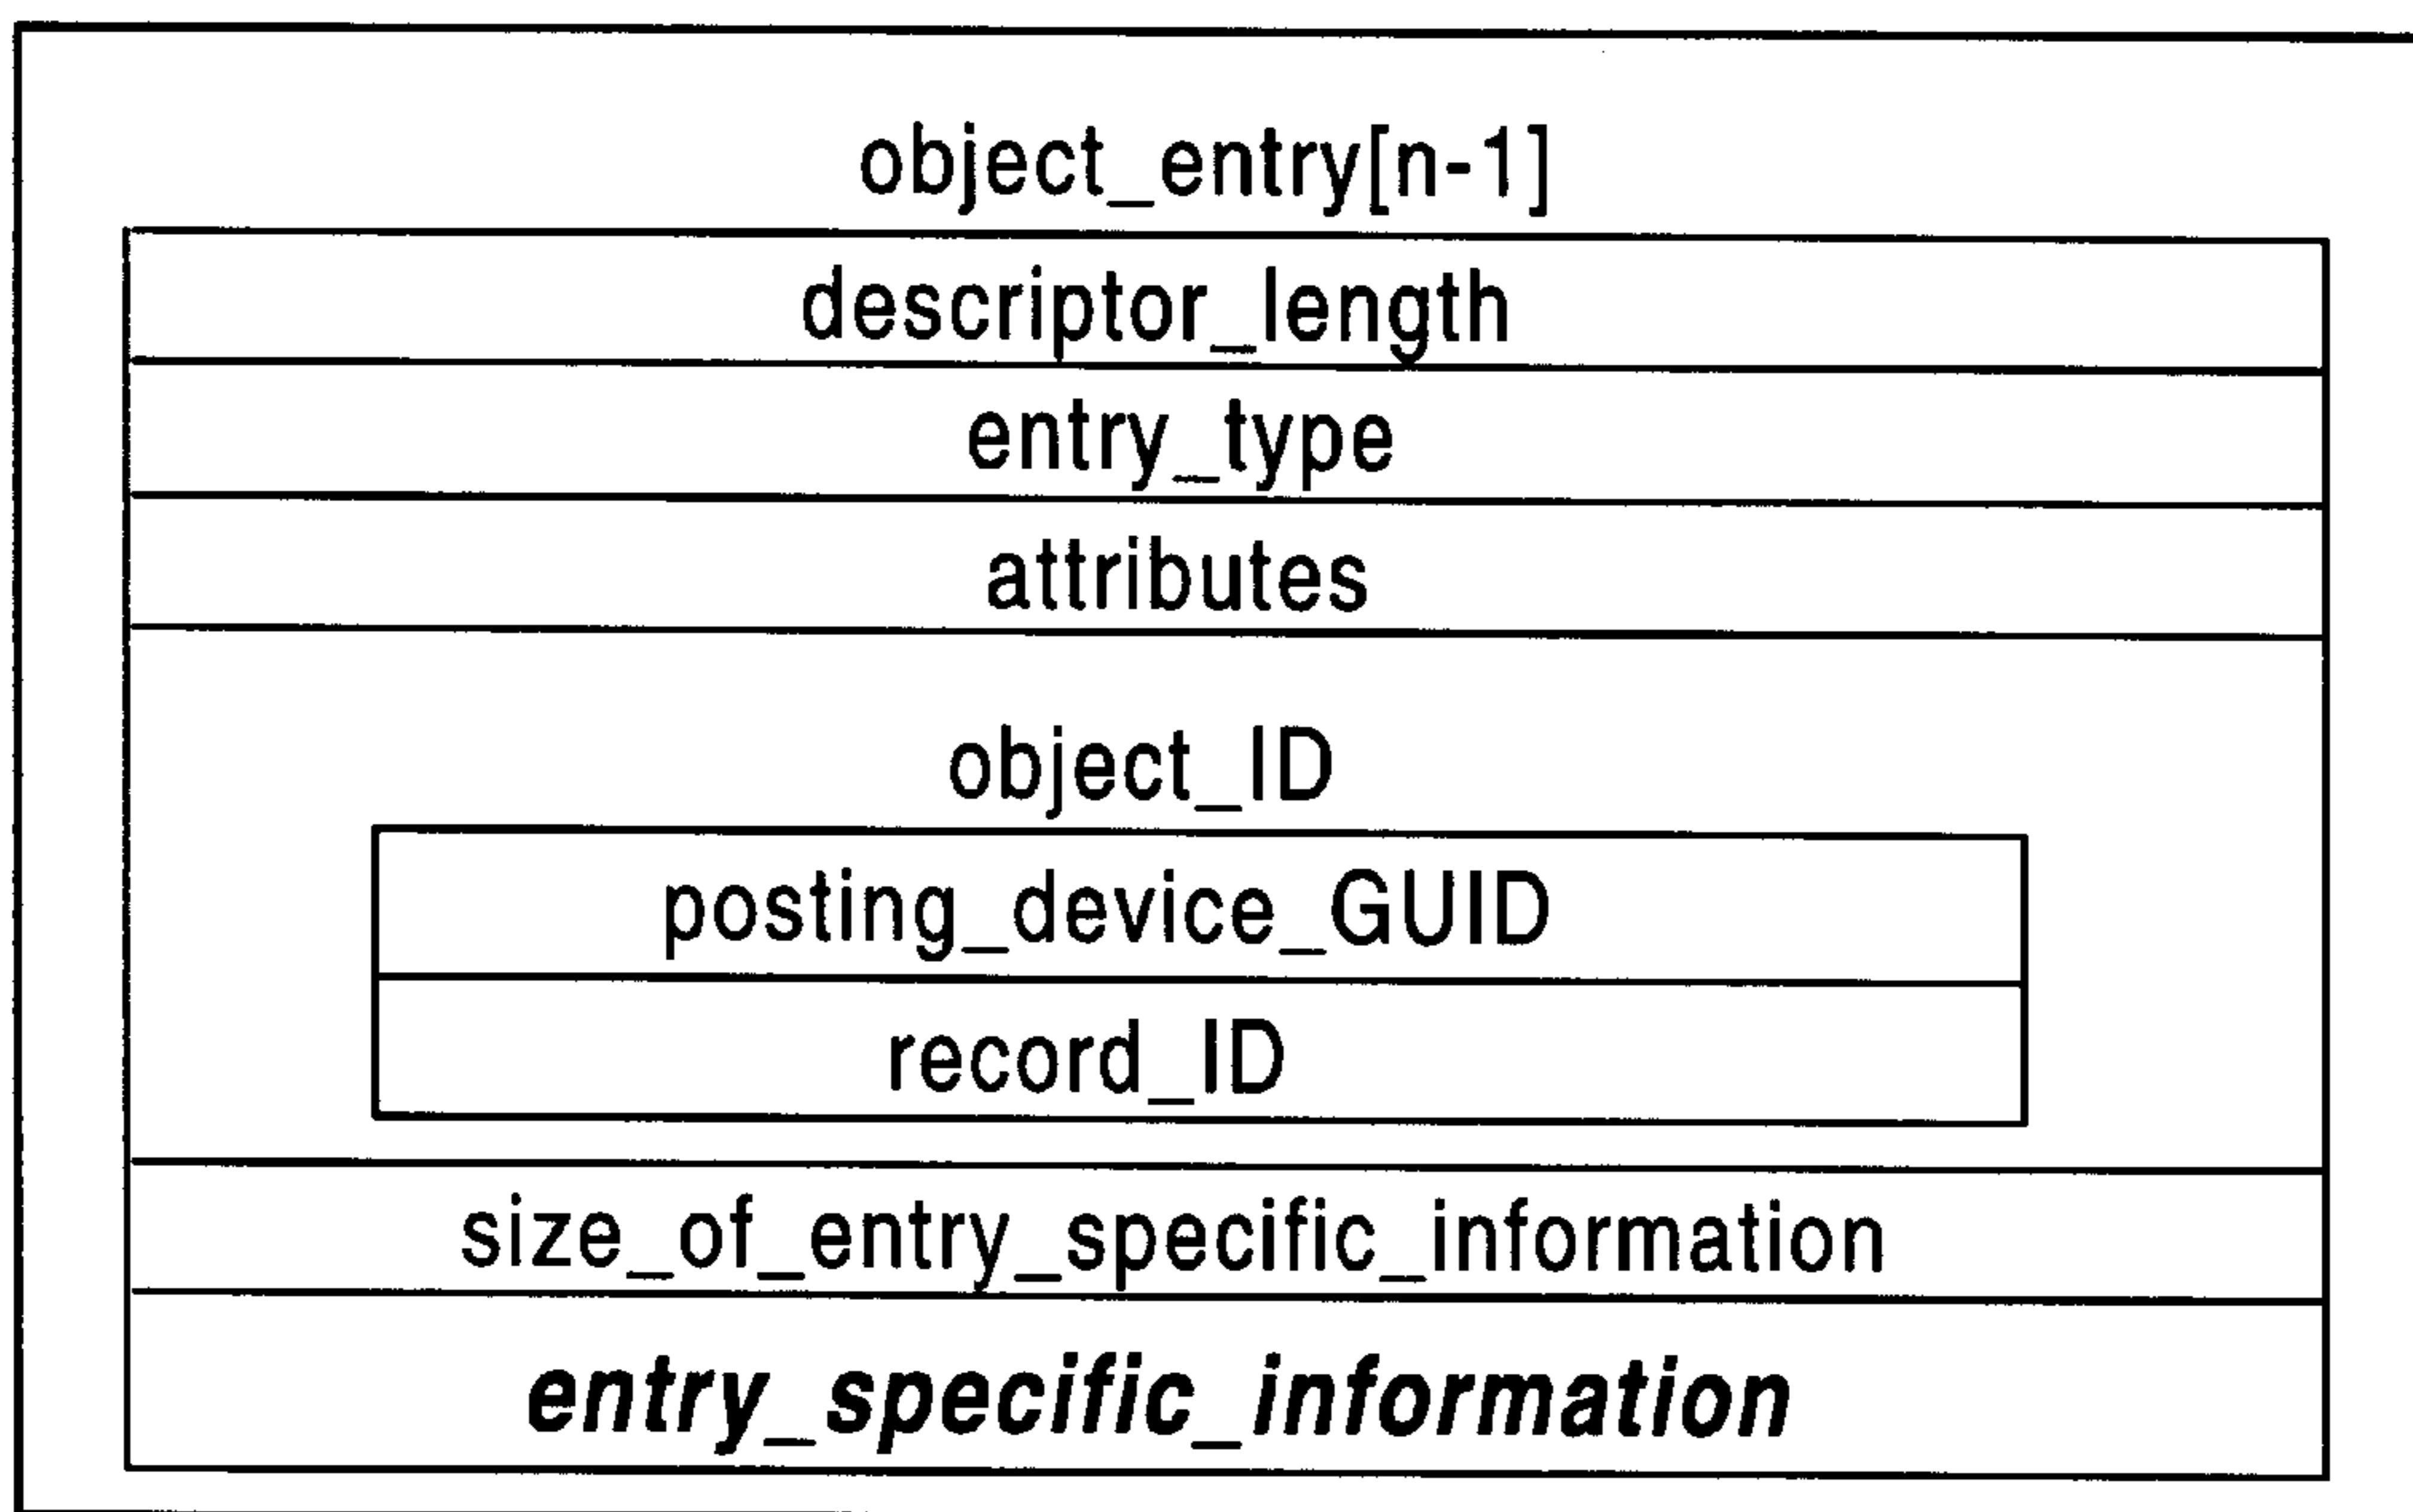 object_entry[n-1]
descriptor_length
entry_type
attributes
object_ID
posting_device_GUID
record_ID
size_of_entry_specific_information
entry_specific_information